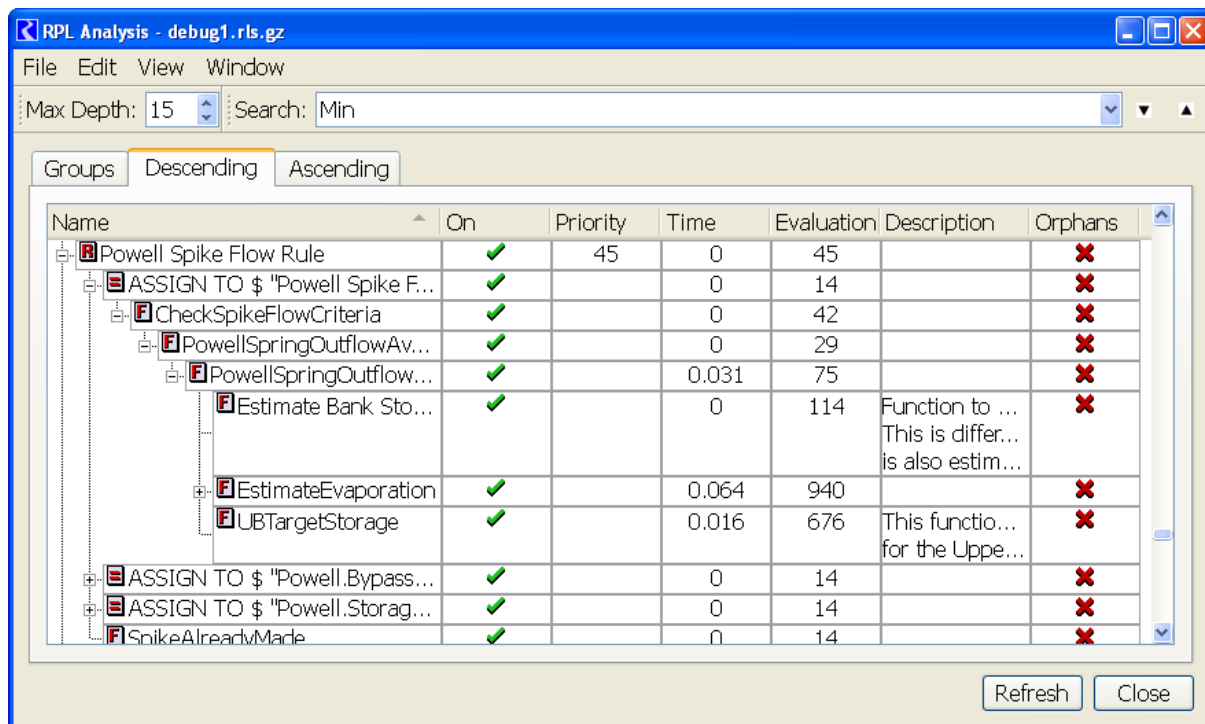 RPL Analysis - debug1.rls.gz
File Edit View Window
Max Depth: 15 Search: Min
Groups Descending Ascending
Name On Priority Time Evaluation Description Orphans
R Powell Spike Flow Rule 45 0 45
ASSIGN TO $ "Powell Spike F... 0 14
F CheckSpikeFlowCriteria 0 42
F PowellSpringOutflowAv... 0 29
F PowellSpringOutflow... 0.031 75
F Estimate Bank Sto... 0 114 Function to ...
This is differ...
is also estim...
F EstimateEvaporation 0.064 940
F UBTargetStorage 0.016 676 This functio...
for the Uppe...
ASSIGN TO $ "Powell.Bypass... 0 14
ASSIGN TO $ "Powell.Storag... 0 14
F SpikeAlreadyMade 0 14
Refresh Close